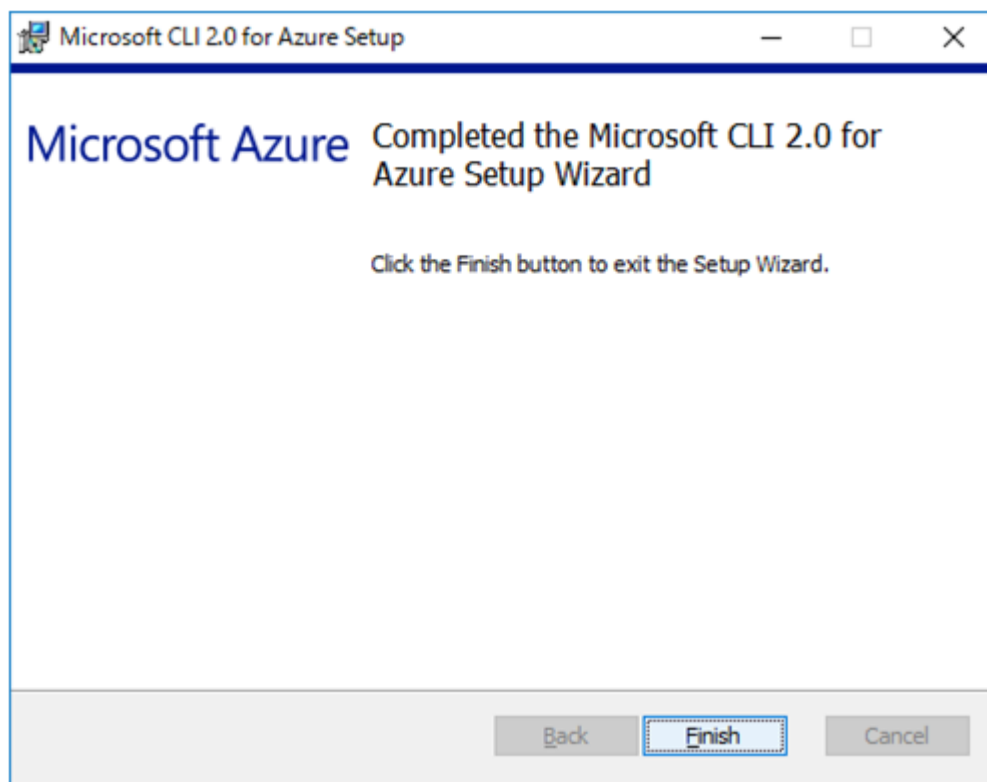 Microsoft CLI 2.0 for Azure Setup
Microsoft Azure
Completed the Microsoft CLI 2.0 for
Azure Setup Wizard
Click the Finish button to exit the Setup Wizard.
Back
Finish
Cancel